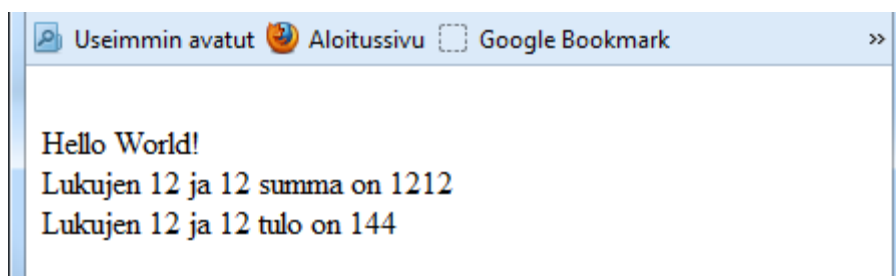 Useimmin avatut Aloitussivu Google Bookmark »
Hello World!
Lukujen 12 ja 12 summa on 1212
Lukujen 12 ja 12 tulo on 144